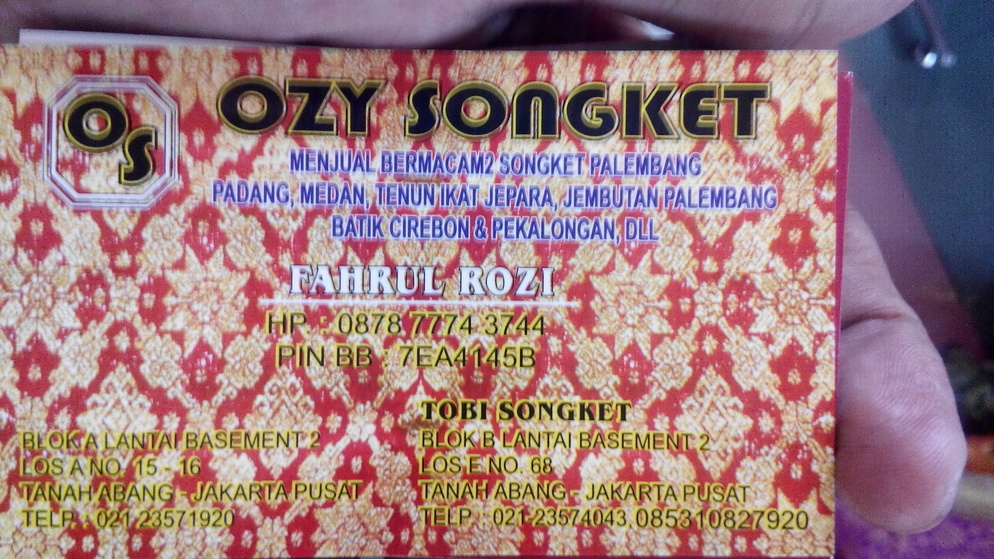 OS
OZY SONGKET
MENJUAL BERMACAM2 SONGKET PALEMBANG
PADANG, MEDAN, TENUN IKAT JEPARA, JEMBUTAN PALEMBANG
BATIK CIREBON & PEKALONGAN, DLL
FAHRUL ROZI
HP. : 0878 7774 3744
PIN BB : 7EA4145B
BLOK A LANTAI BASEMENT 2
LOS A NO. 15 - 16
TANAH ABANG - JAKARTA PUSAT
TELP. : 021-23571920
TOBI SONGKET
BLOK B LANTAI BASEMENT 2
LOS E NO. 68
TANAH ABANG - JAKARTA PUSAT
TELP. : 021-23574043, 085310827920